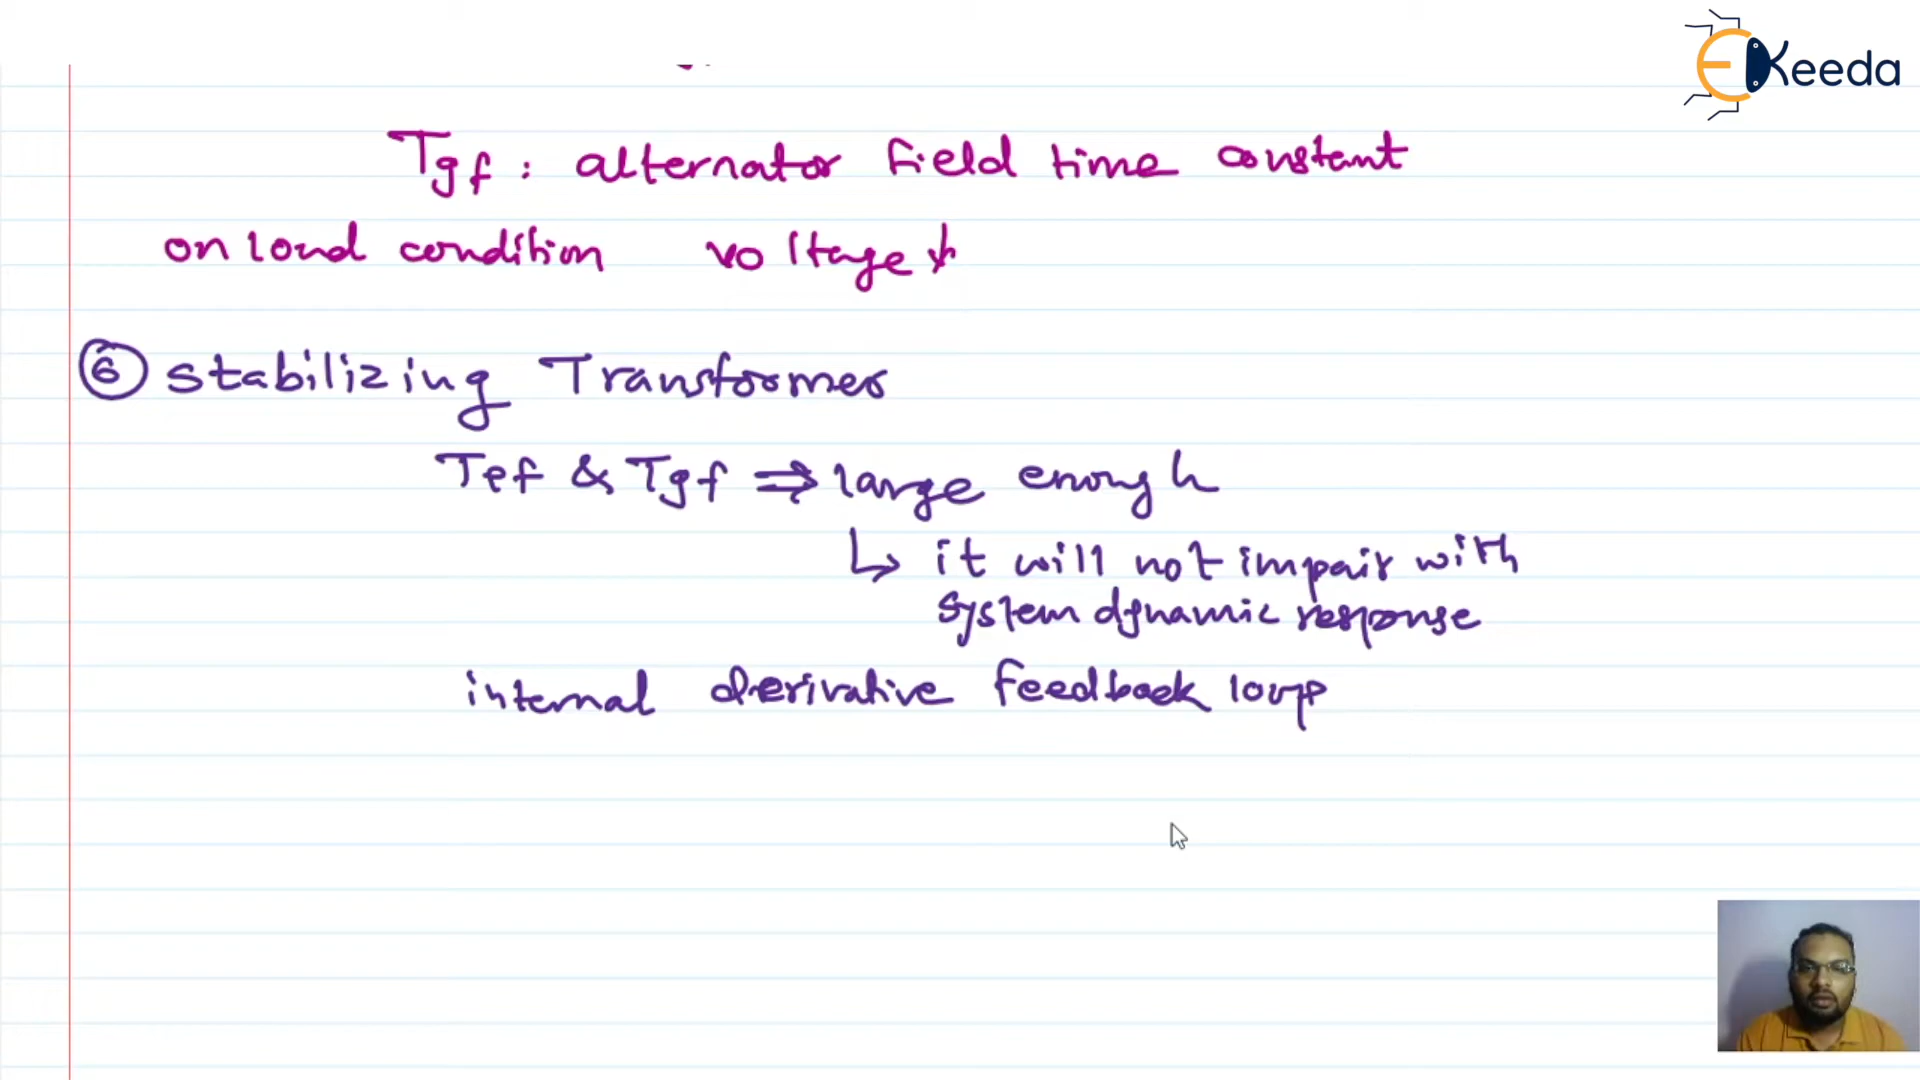 EKeeda
Tgf : alternator field time constant
on load condition voltage ↓
⑥ Stabilizing Transformer
Tef & Tgf ⇒ large enough
↳ it will not impair with
system dynamic response
internal derivative feedback loop